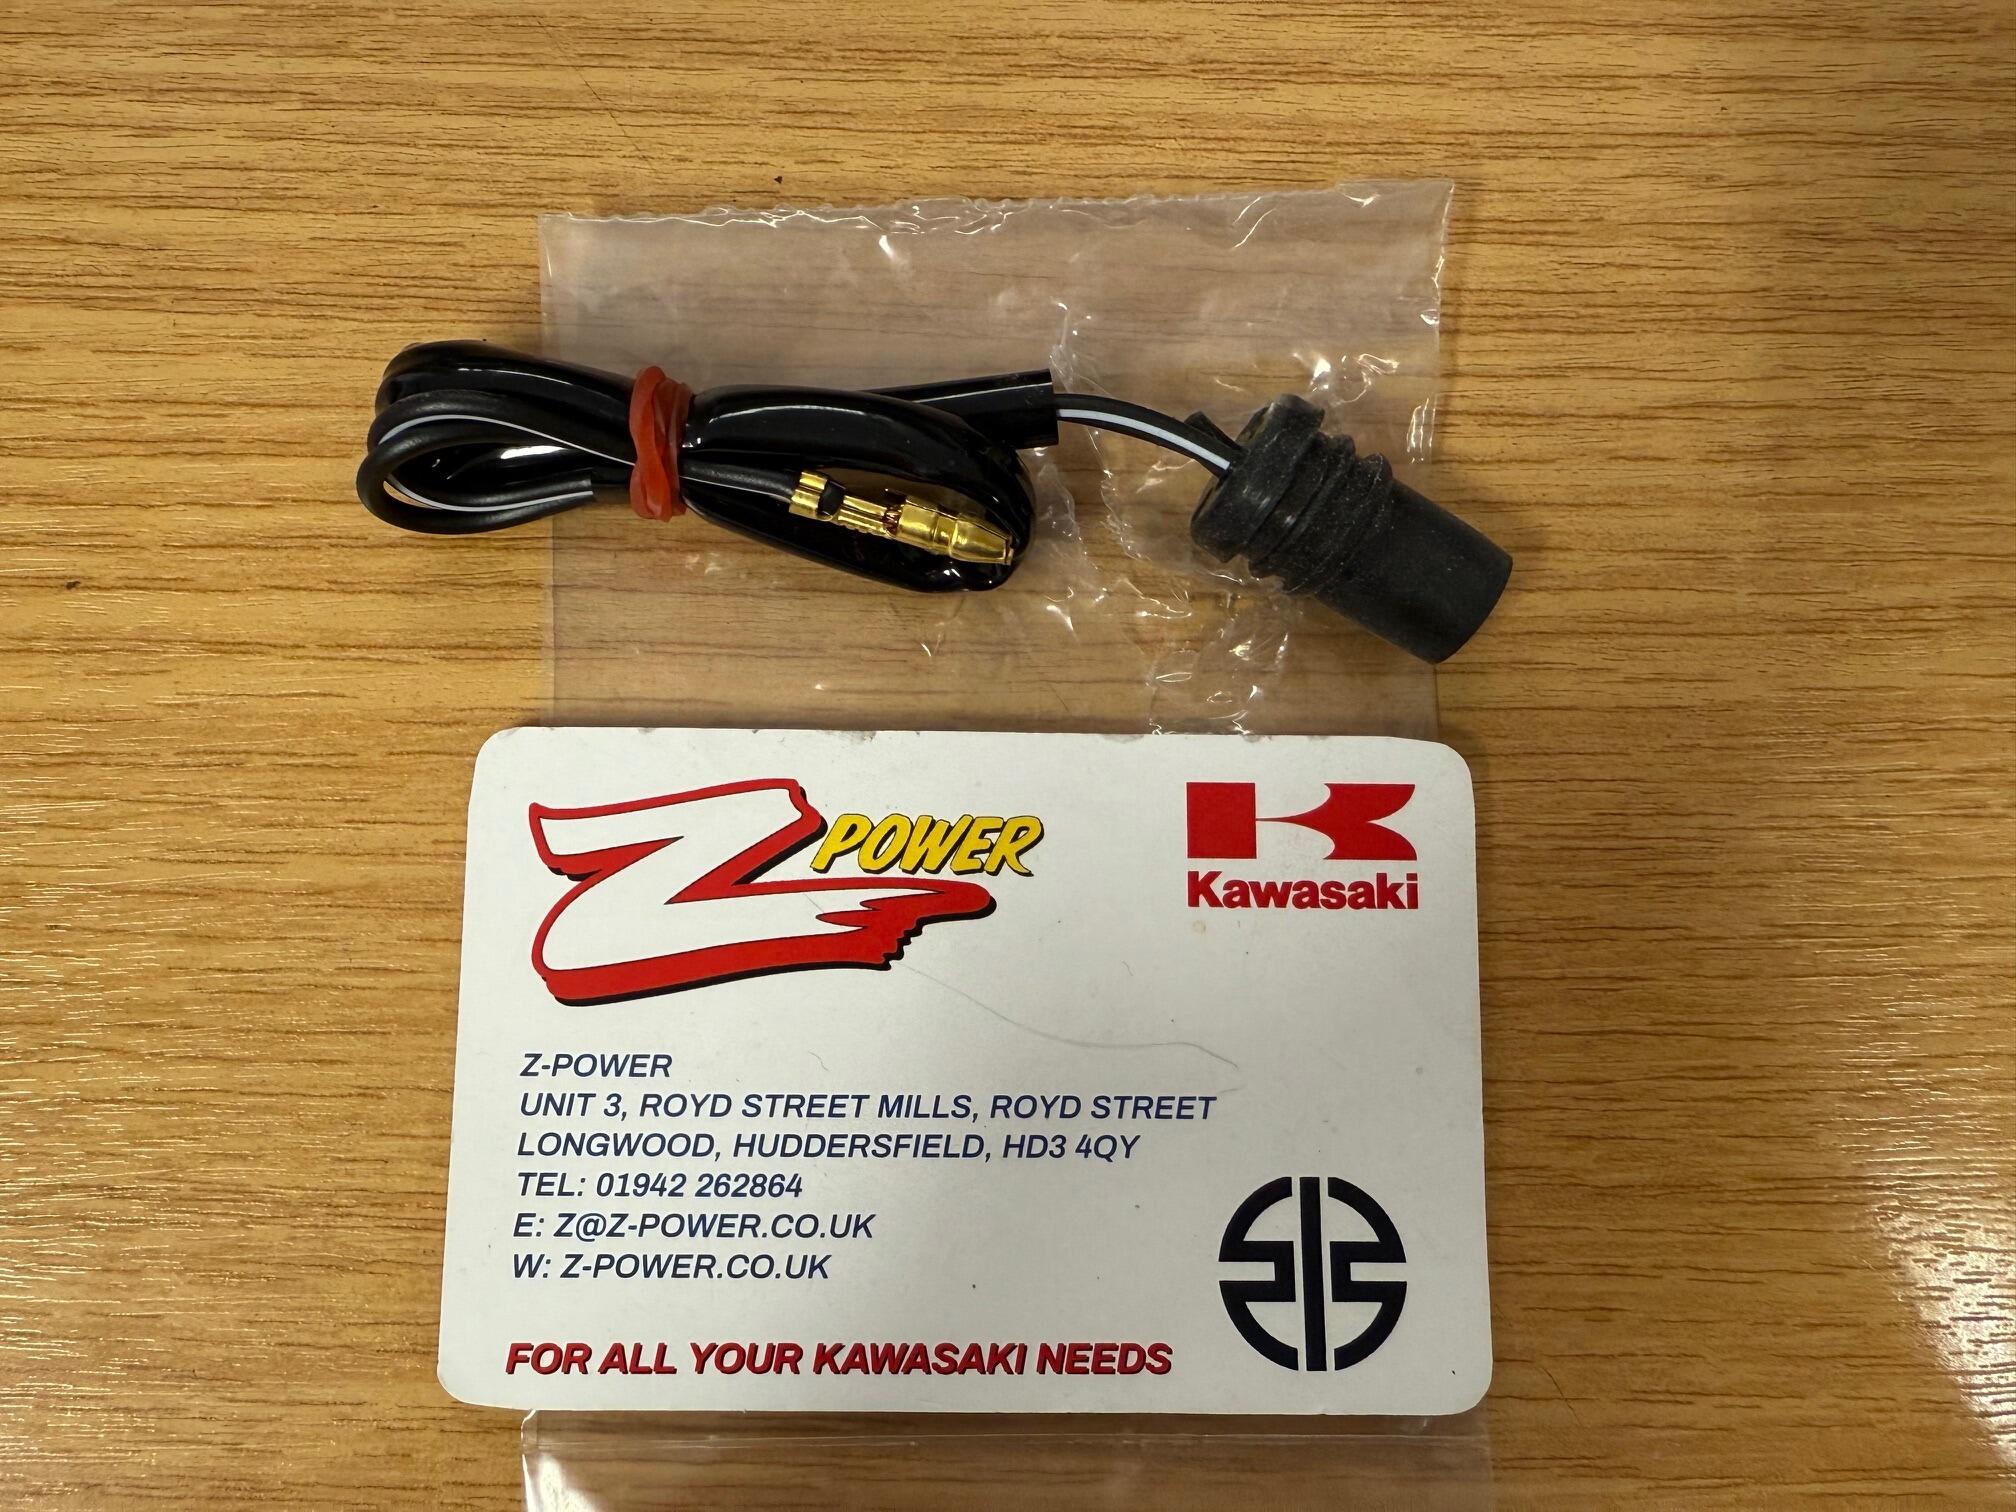 Z POWER
Kawasaki
Z-POWER
UNIT 3, ROYD STREET MILLS, ROYD STREET
LONGWOOD, HUDDERSFIELD, HD3 4QY
TEL: 01942 262864
E: Z@Z-POWER.CO.UK
W: Z-POWER.CO.UK
FOR ALL YOUR KAWASAKI NEEDS